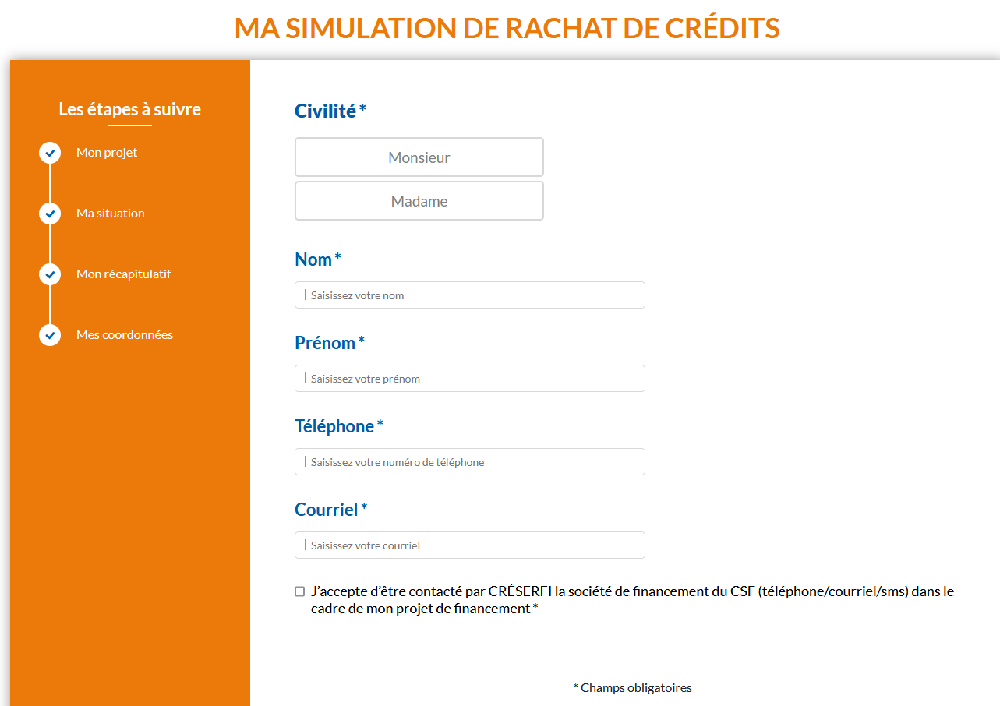 MA SIMULATION DE RACHAT DE CRÉDITS
Les étapes à suivre
Mon projet
Ma situation
Mon récapitulatif
Mes coordonnées
Civilité *
Monsieur
Madame
Nom *
Saisissez votre nom
Prénom *
Saisissez votre prénom
Téléphone *
Saisissez votre numéro de téléphone
Courriel *
Saisissez votre courriel
J’accepte d’être contacté par CRÉSERFI la société de financement du CSF (téléphone/courriel/sms) dans le
cadre de mon projet de financement *
* Champs obligatoires